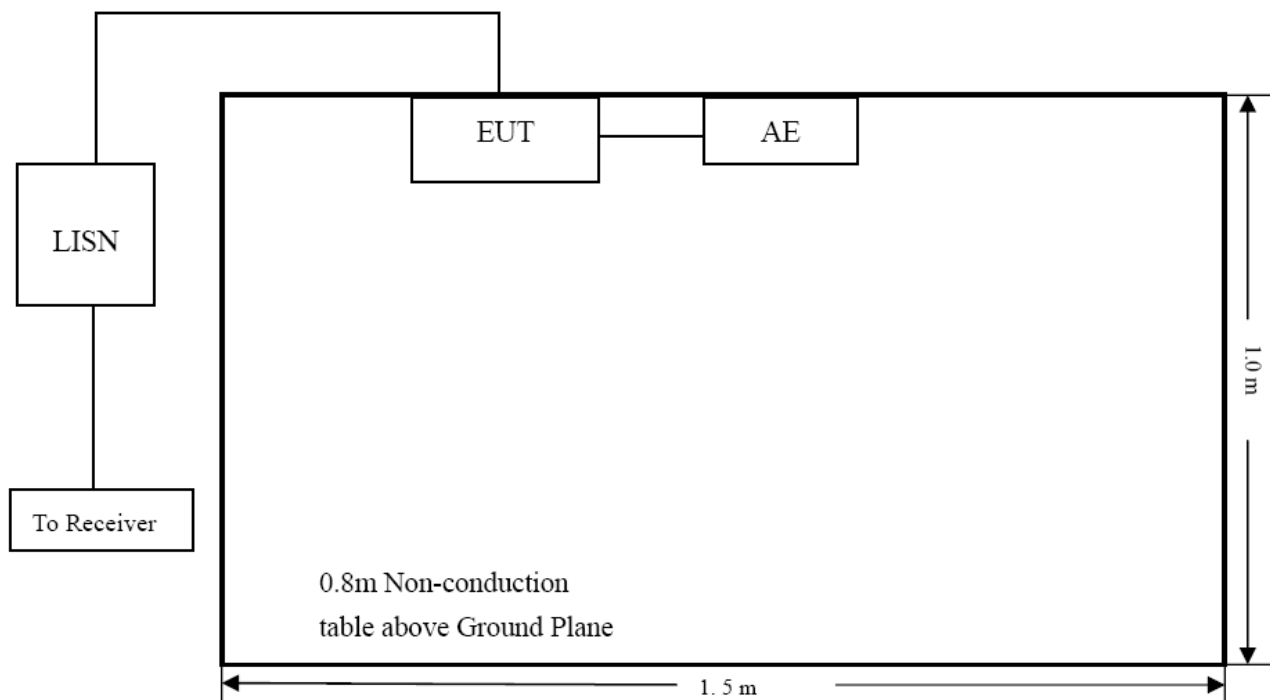 EUT
AE
LISN
To Receiver
1.0 m
0.8m Non-conduction
table above Ground Plane
1. 5 m